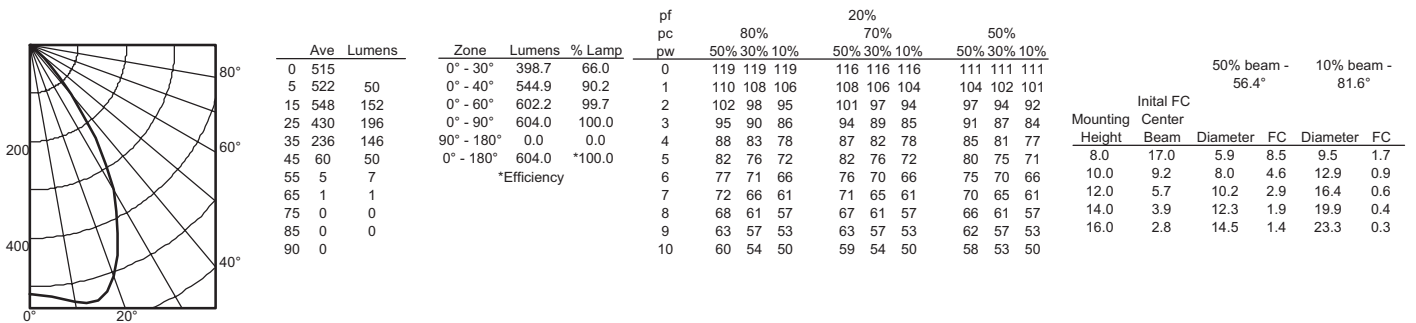 200
400
0°
20°
40°
60°
80°
Ave Lumens
0 515
5 522 50
15 548 152
25 430 196
35 236 146
45 60 50
55 5 7
65 1 1
75 0 0
85 0 0
90 0
Zone Lumens % Lamp
0° - 30° 398.7 66.0
0° - 40° 544.9 90.2
0° - 60° 602.2 99.7
0° - 90° 604.0 100.0
90° - 180° 0.0 0.0
0° - 180° 604.0 *100.0
*Efficiency
pf 20%
pc 80% 70% 50%
pw 50% 30% 10% 50% 30% 10% 50% 30% 10%
0 119 119 119 116 116 116 111 111 111
1 110 108 106 108 106 104 104 102 101
2 102 98 95 101 97 94 97 94 92
3 95 90 86 94 89 85 91 87 84
4 88 83 78 87 82 78 85 81 77
5 82 76 72 82 76 72 80 75 71
6 77 71 66 76 70 66 75 70 66
7 72 66 61 71 65 61 70 65 61
8 68 61 57 67 61 57 66 61 57
9 63 57 53 63 57 53 62 57 53
10 60 54 50 59 54 50 58 53 50
50% beam - 10% beam -
56.4° 81.6°
Inital FC
Mounting Center
Height Beam Diameter FC Diameter FC
8.0 17.0 5.9 8.5 9.5 1.7
10.0 9.2 8.0 4.6 12.9 0.9
12.0 5.7 10.2 2.9 16.4 0.6
14.0 3.9 12.3 1.9 19.9 0.4
16.0 2.8 14.5 1.4 23.3 0.3